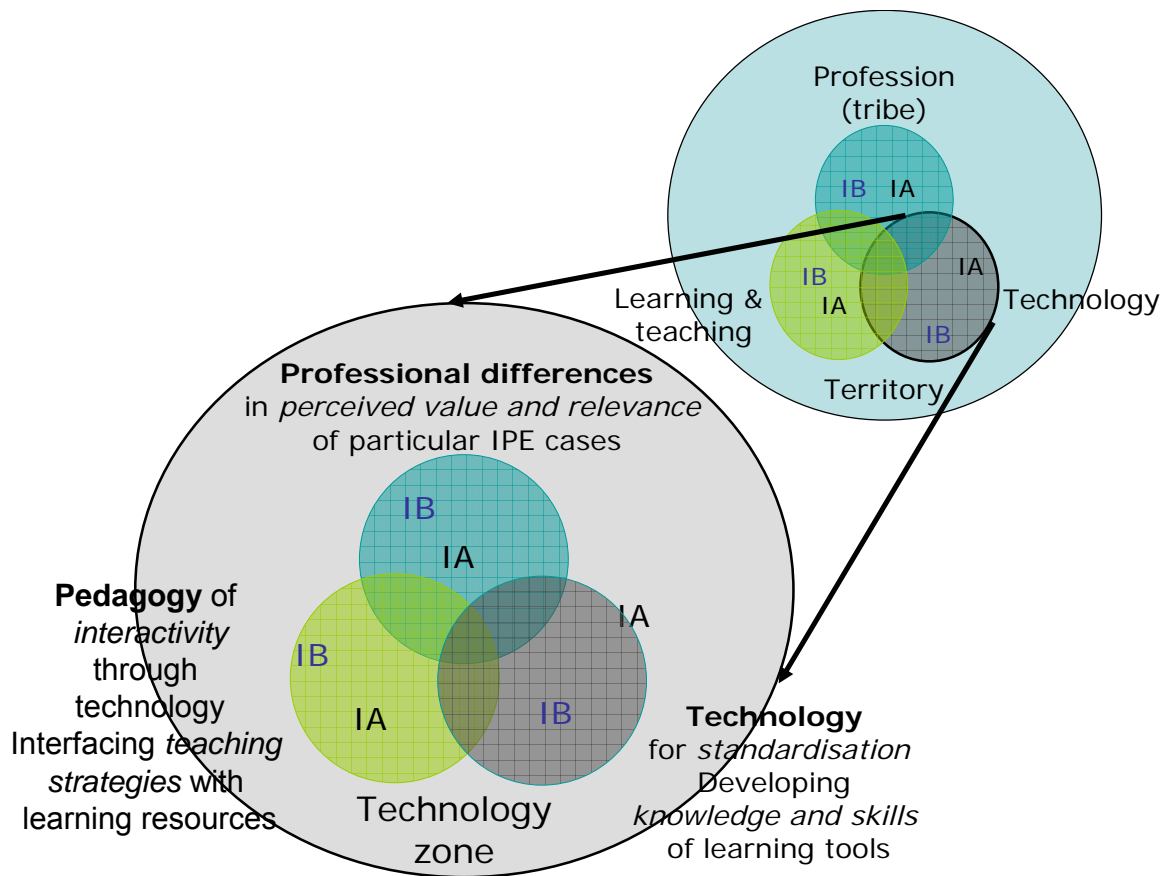 Profession
(tribe)
IB IA
IB
IA
IA
IB
Learning &
teaching
Technology
Territory
Professional differences
in perceived value and relevance
of particular IPE cases
IB
IA
IB
IA
IA
IB
Pedagogy of
interactivity
through
technology
Interfacing teaching
strategies with
learning resources
Technology
zone
Technology
for standardisation
Developing
knowledge and skills
of learning tools